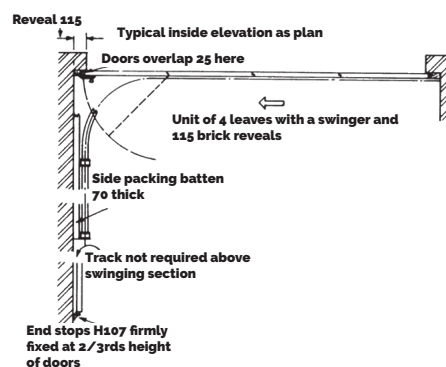 Reveal 115
Typical inside elevation as plan
Doors overlap 25 here
Unit of 4 leaves with a swinger and
115 brick reveals
Side packing batten
70 thick
Track not required above
swinging section
End stops H107 firmly
fixed at 2/3rds height
of doors